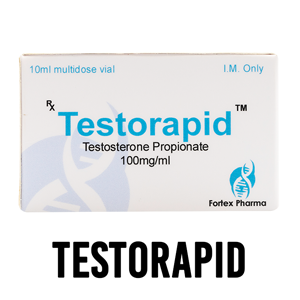 10ml multidose vial
I.M. Only
Rx
Testorapid™
Testosterone Propionate
100mg/ml
Fortex Pharma
TESTORAPID